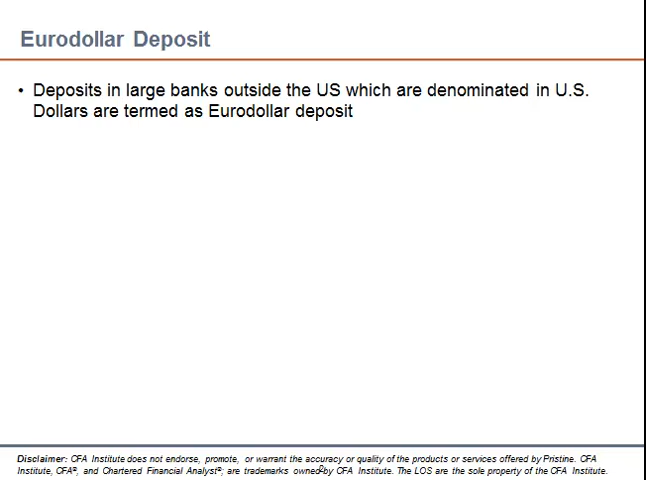 Eurodollar Deposit
• Deposits in large banks outside the US which are denominated in U.S.
Dollars are termed as Eurodollar deposit
Disclaimer: CFA Institute does not endorse, promote, or warrant the accuracy or quality of the products or services offered by Pristine. CFA
Institute, CFA®, and Chartered Financial Analyst®; are trademarks owned by CFA Institute. The LOS are the sole property of the CFA Institute.